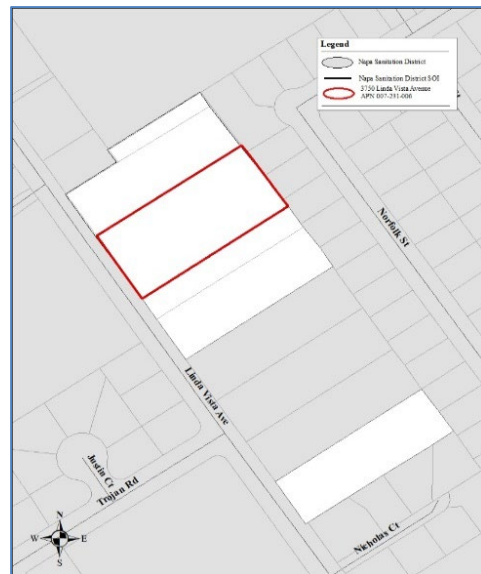 Legend
Napa Sanitation District
Napa Sanitation District SOI
3750 Linda Vista Avenue
APN 007-291-006
Norfolk St
Linda Vista Ave
Justin Ct
Trojan Rd
Nicholas Ct
N
W
E
S